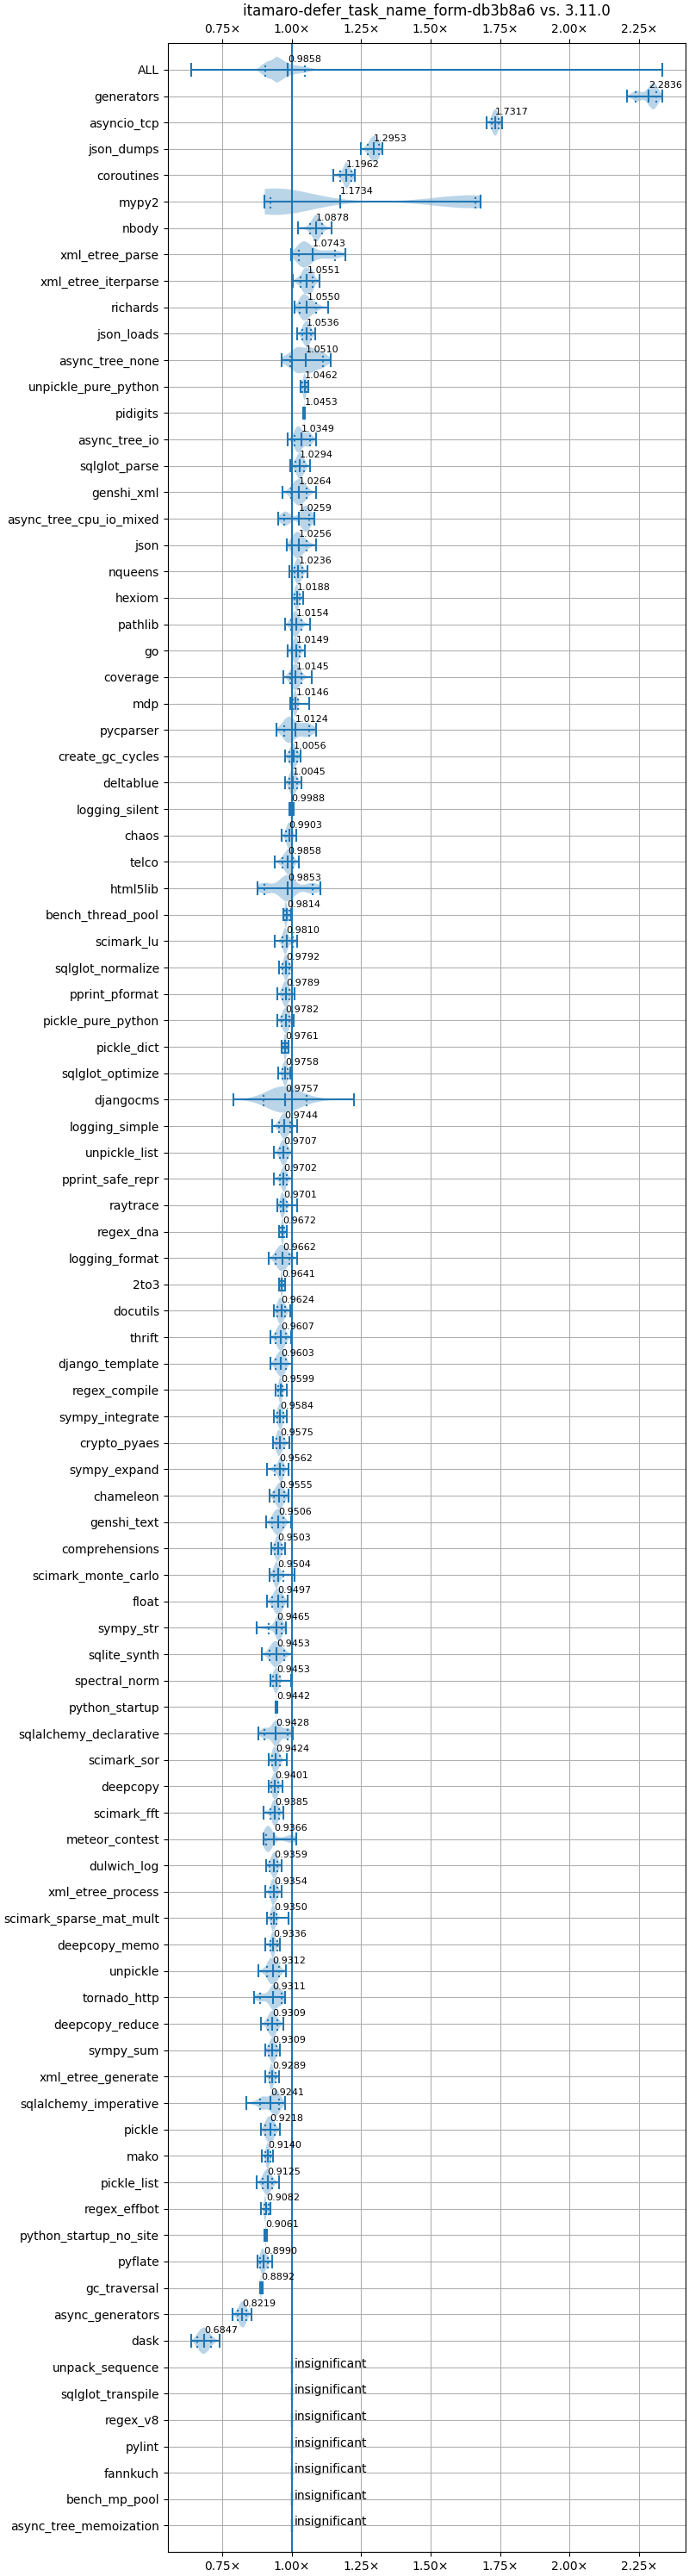 itamaro-defer_task_name_form-db3b8a6 vs. 3.11.0
0.75× 1.00× 1.25× 1.50× 1.75× 2.00× 2.25×
ALL 0.9858
generators 2.2836
asyncio_tcp 1.7317
json_dumps 1.2953
coroutines 1.1962
mypy2 1.1734
nbody 1.0878
xml_etree_parse 1.0743
xml_etree_iterparse 1.0551
richards 1.0550
json_loads 1.0536
async_tree_none 1.0510
unpickle_pure_python 1.0462
pidigits 1.0453
async_tree_io 1.0349
sqlglot_parse 1.0294
genshi_xml 1.0264
async_tree_cpu_io_mixed 1.0259
json 1.0256
nqueens 1.0236
hexiom 1.0188
pathlib 1.0154
go 1.0149
coverage 1.0145
mdp 1.0146
pycparser 1.0124
create_gc_cycles 1.0056
deltablue 1.0045
logging_silent 0.9988
chaos 0.9903
telco 0.9858
html5lib 0.9853
bench_thread_pool 0.9814
scimark_lu 0.9810
sqlglot_normalize 0.9792
pprint_pformat 0.9789
pickle_pure_python 0.9782
pickle_dict 0.9761
sqlglot_optimize 0.9758
djangocms 0.9757
logging_simple 0.9744
unpickle_list 0.9707
pprint_safe_repr 0.9702
raytrace 0.9701
regex_dna 0.9672
logging_format 0.9662
2to3 0.9641
docutils 0.9624
thrift 0.9607
django_template 0.9603
regex_compile 0.9599
sympy_integrate 0.9584
crypto_pyaes 0.9575
sympy_expand 0.9562
chameleon 0.9555
genshi_text 0.9506
comprehensions 0.9503
scimark_monte_carlo 0.9504
float 0.9497
sympy_str 0.9465
sqlite_synth 0.9453
spectral_norm 0.9453
python_startup 0.9442
sqlalchemy_declarative 0.9428
scimark_sor 0.9424
deepcopy 0.9401
scimark_fft 0.9385
meteor_contest 0.9366
dulwich_log 0.9359
xml_etree_process 0.9354
scimark_sparse_mat_mult 0.9350
deepcopy_memo 0.9336
unpickle 0.9312
tornado_http 0.9311
deepcopy_reduce 0.9309
sympy_sum 0.9309
xml_etree_generate 0.9289
sqlalchemy_imperative 0.9241
pickle 0.9218
mako 0.9140
pickle_list 0.9125
regex_effbot 0.9082
python_startup_no_site 0.9061
pyflate 0.8990
gc_traversal 0.8892
async_generators 0.8219
dask 0.6847
unpack_sequence insignificant
sqlglot_transpile insignificant
regex_v8 insignificant
pylint insignificant
fannkuch insignificant
bench_mp_pool insignificant
async_tree_memoization insignificant
0.75× 1.00× 1.25× 1.50× 1.75× 2.00× 2.25×